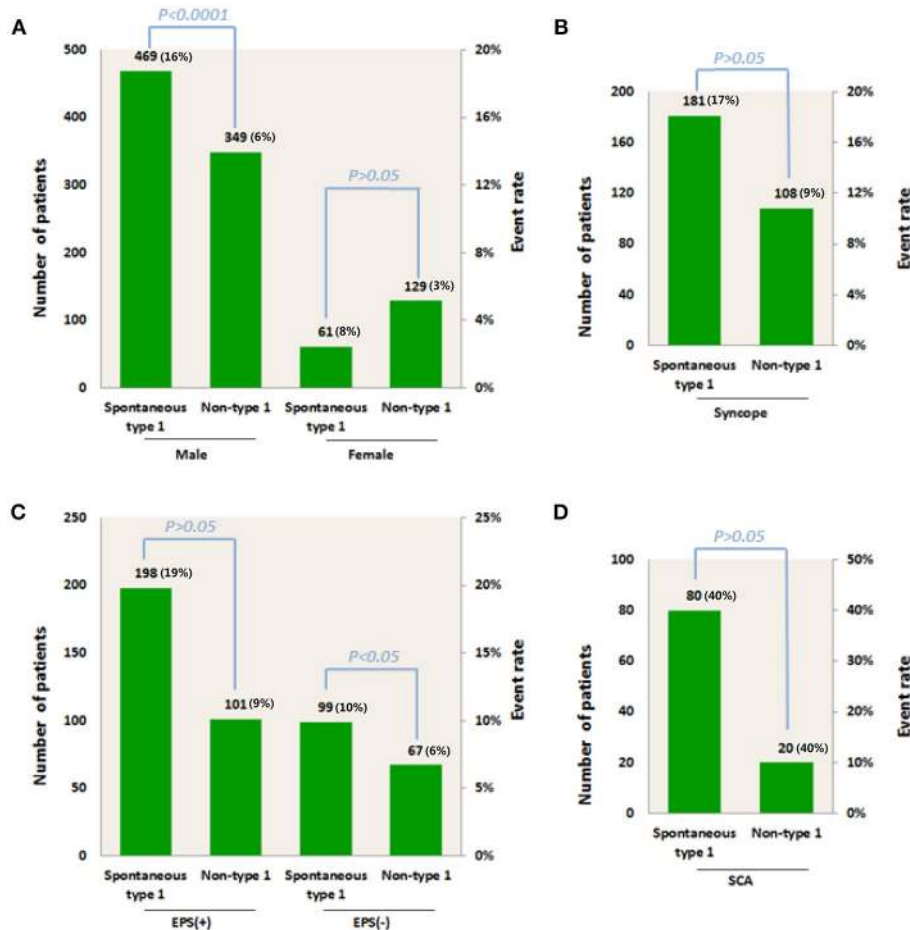 A
P<0.0001
500
400
300
200
100
0
Number of patients
469 (16%)
349 (6%)
P>0.05
61 (8%)
129 (3%)
20%
16%
12%
8%
4%
0%
Event rate
Spontaneous type 1
Non-type 1
Spontaneous type 1
Non-type 1
Male
Female
B
P>0.05
200
160
120
80
40
0
Number of patients
181 (17%)
108 (9%)
20%
16%
12%
8%
4%
0%
Event rate
Spontaneous type 1
Non-type 1
Syncope
C
250
200
150
100
50
0
Number of patients
P>0.05
198 (19%)
101 (9%)
P<0.05
99 (10%)
67 (6%)
25%
20%
15%
10%
5%
0%
Event rate
Spontaneous type 1
Non-type 1
Spontaneous type 1
Non-type 1
EPS(+)
EPS(-)
D
P>0.05
100
80
60
40
20
0
Number of patients
80 (40%)
20 (40%)
50%
40%
30%
20%
10%
0%
Event rate
Spontaneous type 1
Non-type 1
SCA